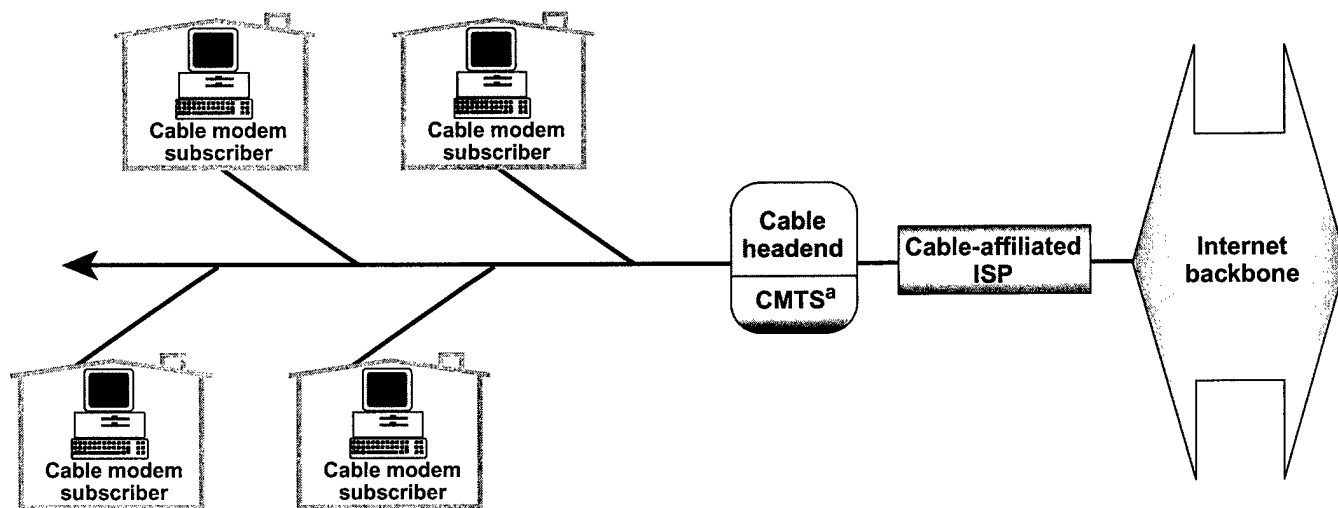 Cable modem
subscriber
Cable modem
subscriber
Cable
headend
CMTSᵃ
Cable-affiliated
ISP
Internet
backbone
Cable modem
subscriber
Cable modem
subscriber